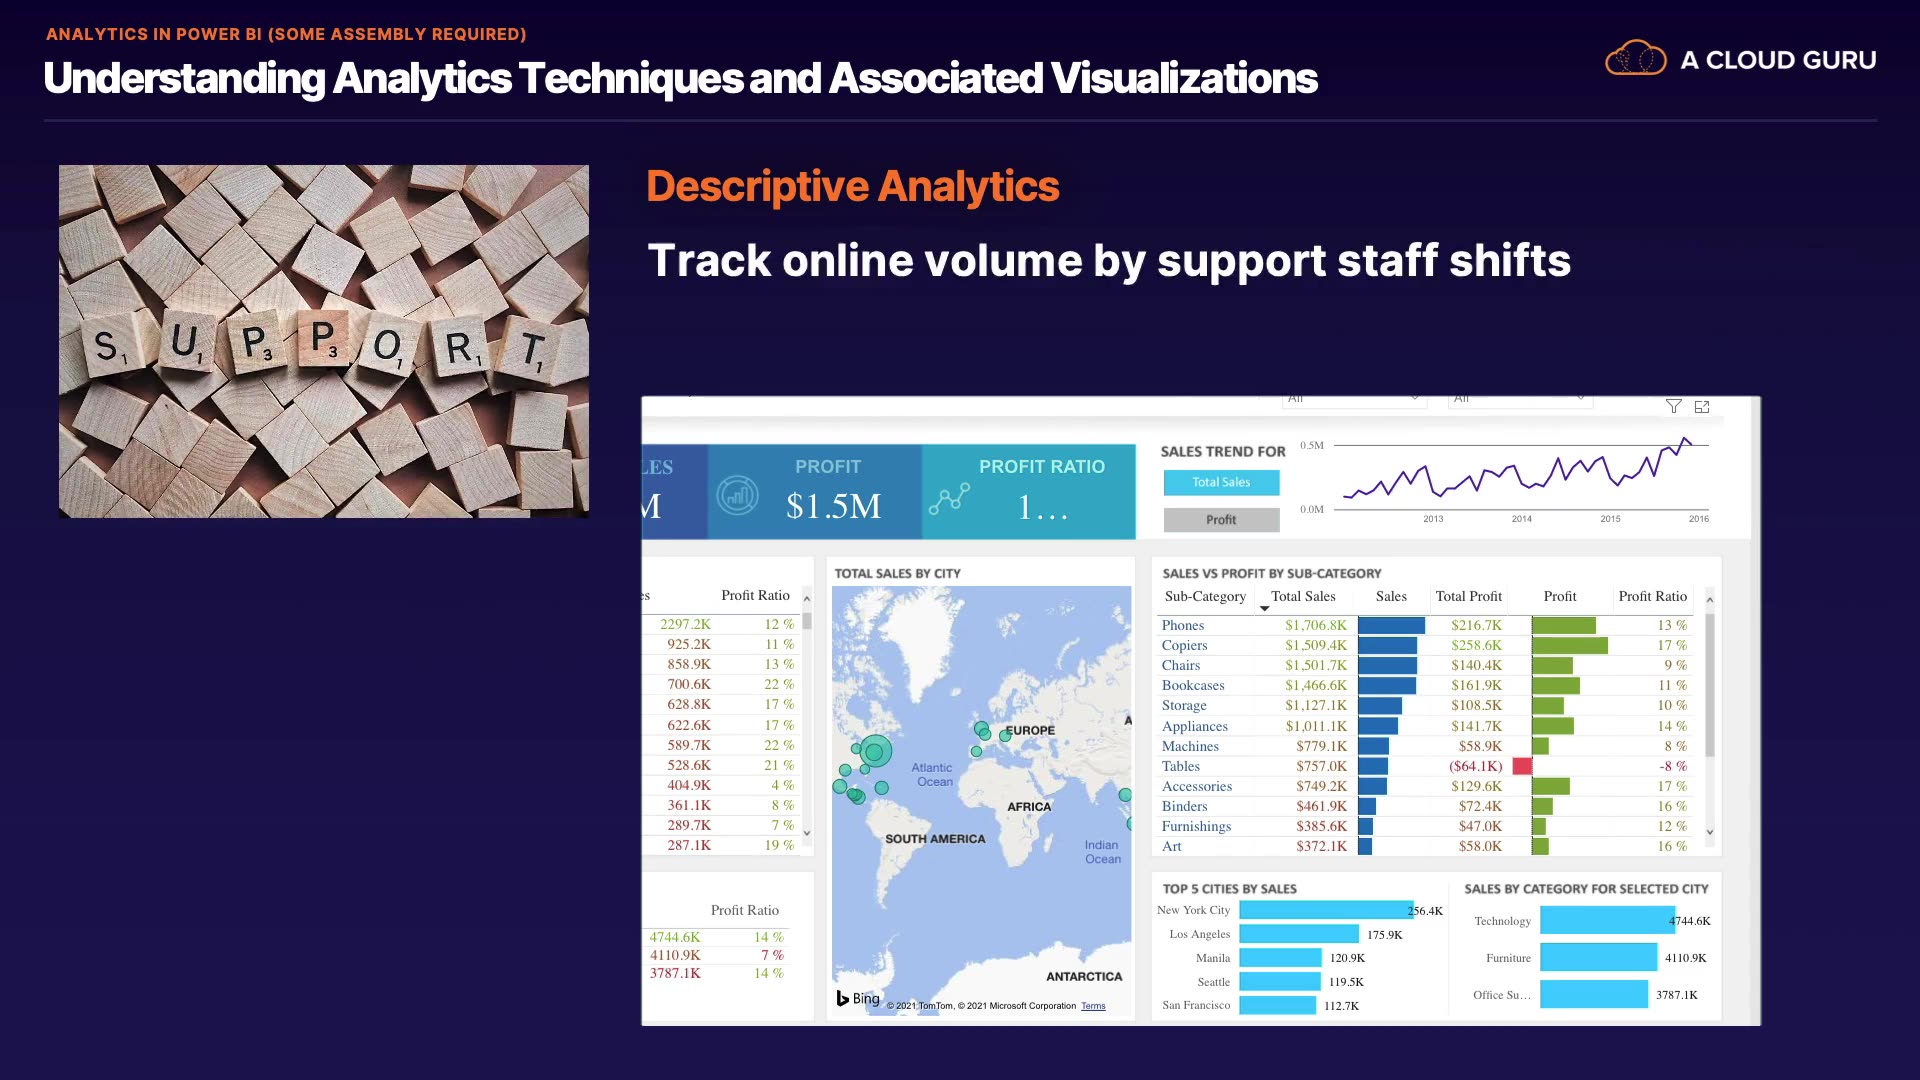 ANALYTICS IN POWER BI (SOME ASSEMBLY REQUIRED)
Understanding Analytics Techniques and Associated Visualizations
A CLOUD GURU
SUPPORT
S1 U1 P3 P3 O1 R1 T1
Descriptive Analytics
Track online volume by support staff shifts
All All
LES
M
PROFIT
$1.5M
PROFIT RATIO
1...
SALES TREND FOR
Total Sales
Profit
0.5M
0.0M
2013 2014 2015 2016
es Profit Ratio
2297.2K 12 %
925.2K 11 %
858.9K 13 %
700.6K 22 %
628.8K 17 %
622.6K 17 %
589.7K 22 %
528.6K 21 %
404.9K 4 %
361.1K 8 %
289.7K 7 %
287.1K 19 %
Profit Ratio
4744.6K 14 %
4110.9K 7 %
3787.1K 14 %
TOTAL SALES BY CITY
EUROPE
A
Atlantic
Ocean
AFRICA
SOUTH AMERICA
Indian
Ocean
ANTARCTICA
Bing © 2021 TomTom, © 2021 Microsoft Corporation Terms
SALES VS PROFIT BY SUB-CATEGORY
Sub-Category Total Sales Sales Total Profit Profit Profit Ratio
Phones $1,706.8K $216.7K 13 %
Copiers $1,509.4K $258.6K 17 %
Chairs $1,501.7K $140.4K 9 %
Bookcases $1,466.6K $161.9K 11 %
Storage $1,127.1K $108.5K 10 %
Appliances $1,011.1K $141.7K 14 %
Machines $779.1K $58.9K 8 %
Tables $757.0K ($64.1K) -8 %
Accessories $749.2K $129.6K 17 %
Binders $461.9K $72.4K 16 %
Furnishings $385.6K $47.0K 12 %
Art $372.1K $58.0K 16 %
TOP 5 CITIES BY SALES
New York City 256.4K
Los Angeles 175.9K
Manila 120.9K
Seattle 119.5K
San Francisco 112.7K
SALES BY CATEGORY FOR SELECTED CITY
Technology 4744.6K
Furniture 4110.9K
Office Su... 3787.1K